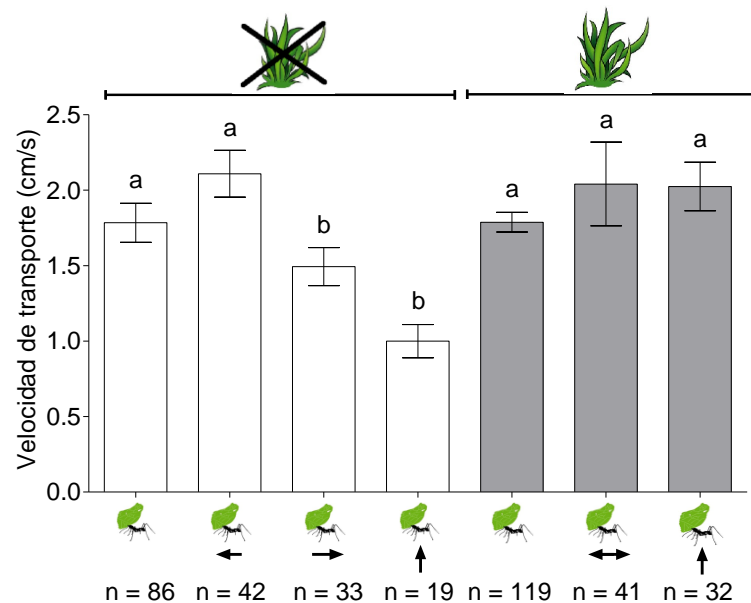 Velocidad de transporte (cm/s)
2.5
2.0
1.5
1.0
0.5
0.0
a
a
b
b
a
a
a
n = 86
n = 42
n = 33
n = 19
n = 119
n = 41
n = 32